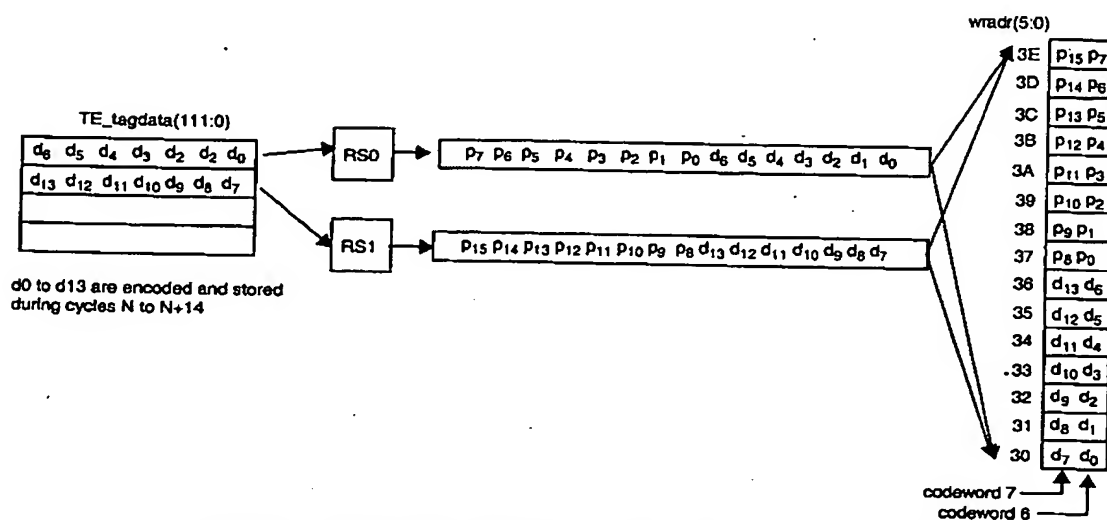 wradr(5:0)
TE_tagdata(111:0)
d6 d5 d4 d3 d2 d2 d0
d13 d12 d11 d10 d9 d8 d7
d0 to d13 are encoded and stored
during cycles N to N+14
RS0
RS1
p7 p6 p5 p4 p3 p2 p1 p0 d6 d5 d4 d3 d2 d1 d0
p15 p14 p13 p12 p11 p10 p9 p8 d13 d12 d11 d10 d9 d8 d7
3E p15 p7
3D p14 p6
3C p13 p5
3B p12 p4
3A p11 p3
39 p10 p2
38 p9 p1
37 p8 p0
36 d13 d6
35 d12 d5
34 d11 d4
33 d10 d3
32 d9 d2
31 d8 d1
30 d7 d0
codeword 7
codeword 6